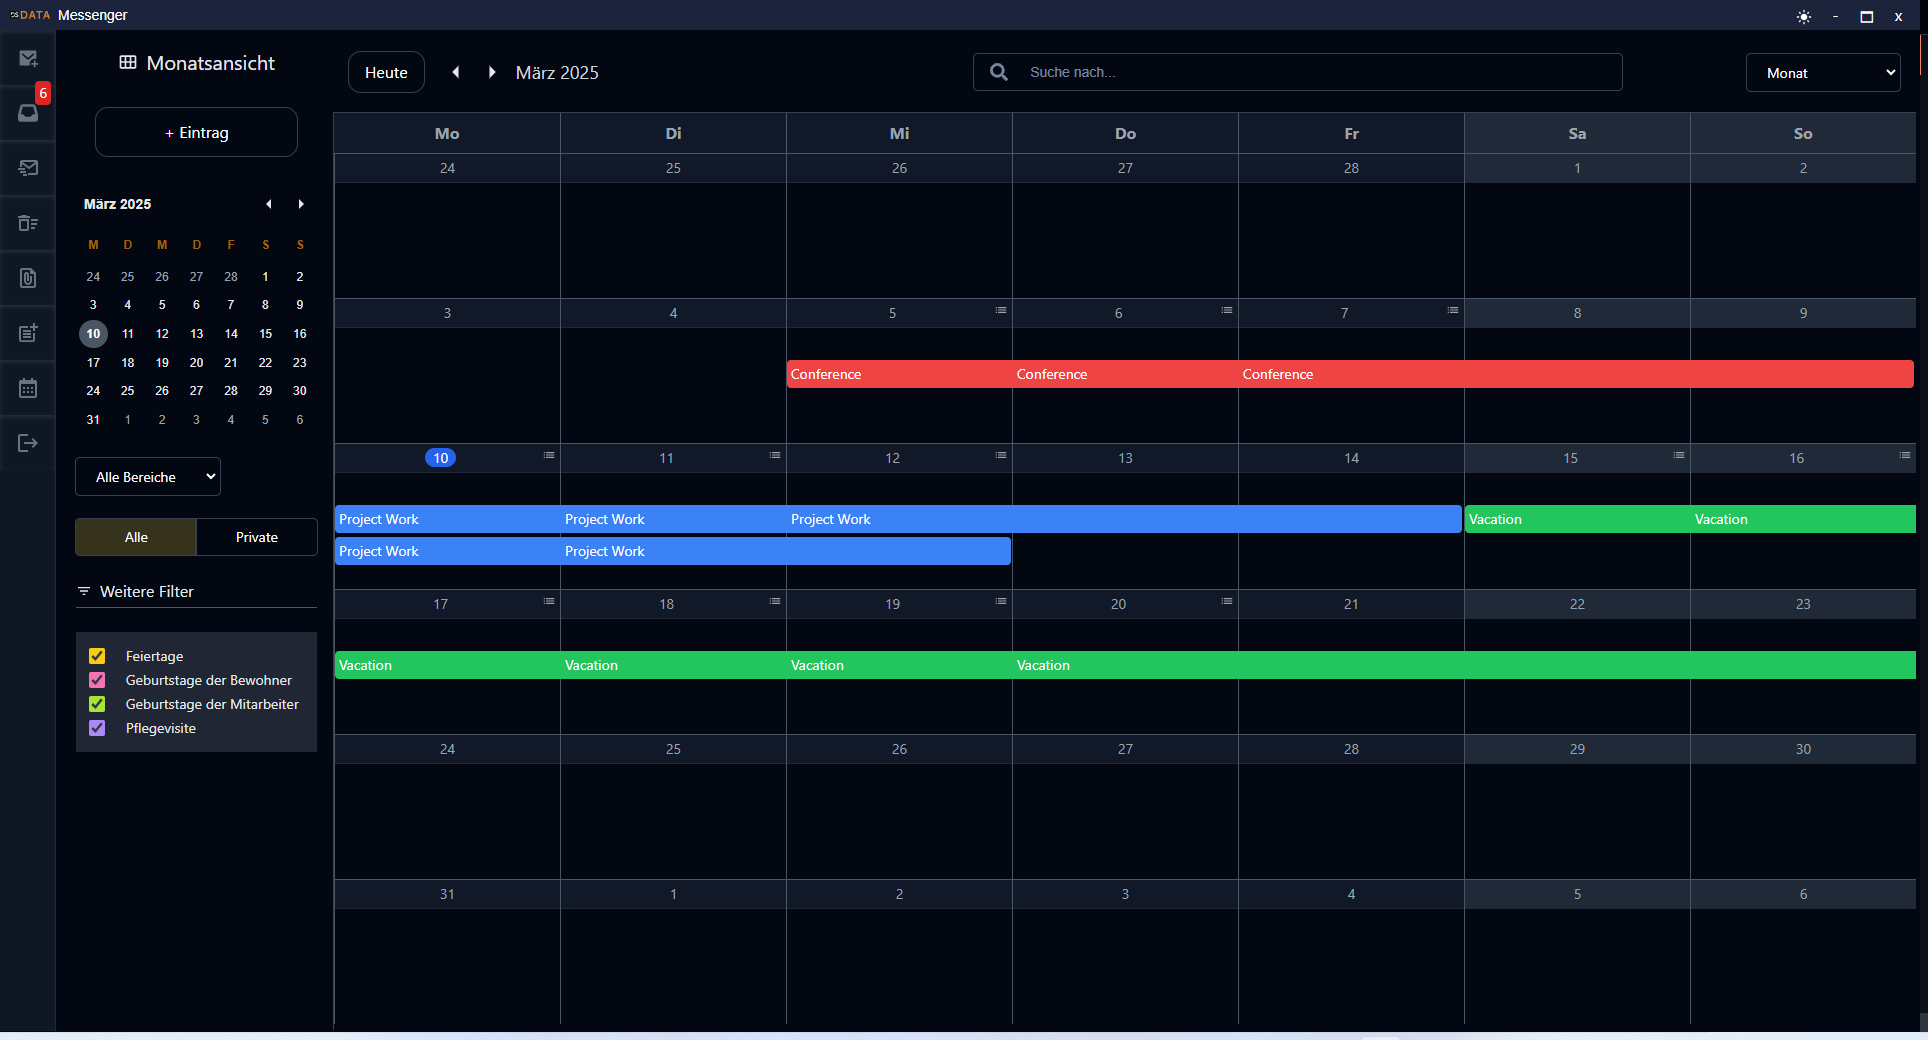 DS DATA Messenger
- x
6
Monatsansicht
+ Eintrag
März 2025
M D M D F S S
24 25 26 27 28 1 2
3 4 5 6 7 8 9
10 11 12 13 14 15 16
17 18 19 20 21 22 23
24 25 26 27 28 29 30
31 1 2 3 4 5 6
Alle Bereiche
Alle Private
Weitere Filter
Feiertage
Geburtstage der Bewohner
Geburtstage der Mitarbeiter
Pflegevisite
Heute März 2025 Suche nach... Monat
Mo Di Mi Do Fr Sa So
24 25 26 27 28 1 2
3 4 5 6 7 8 9
Conference Conference Conference
10 11 12 13 14 15 16
Project Work Project Work Project Work Vacation Vacation
Project Work Project Work
17 18 19 20 21 22 23
Vacation Vacation Vacation Vacation
24 25 26 27 28 29 30
31 1 2 3 4 5 6